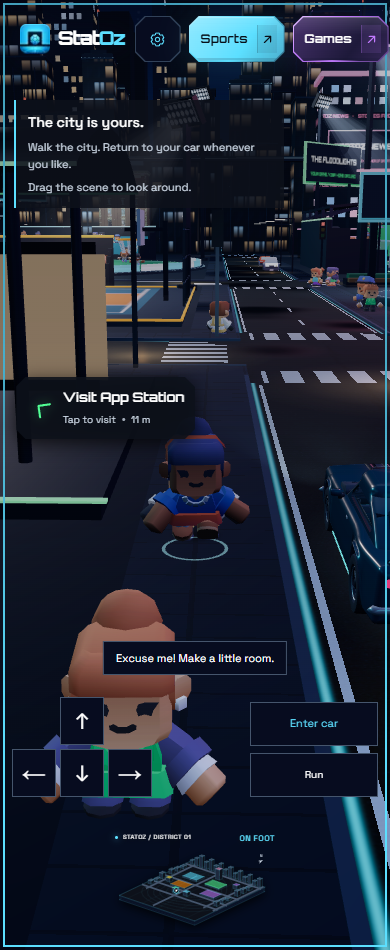 StatOz
Sports
Games
The city is yours.
Walk the city. Return to your car whenever
you like.
Drag the scene to look around.
THE FLOODLIGHTS
Visit App Station
Tap to visit • 11 m
Excuse me! Make a little room.
Enter car
Run
STATOZ / DISTRICT 01
ON FOOT